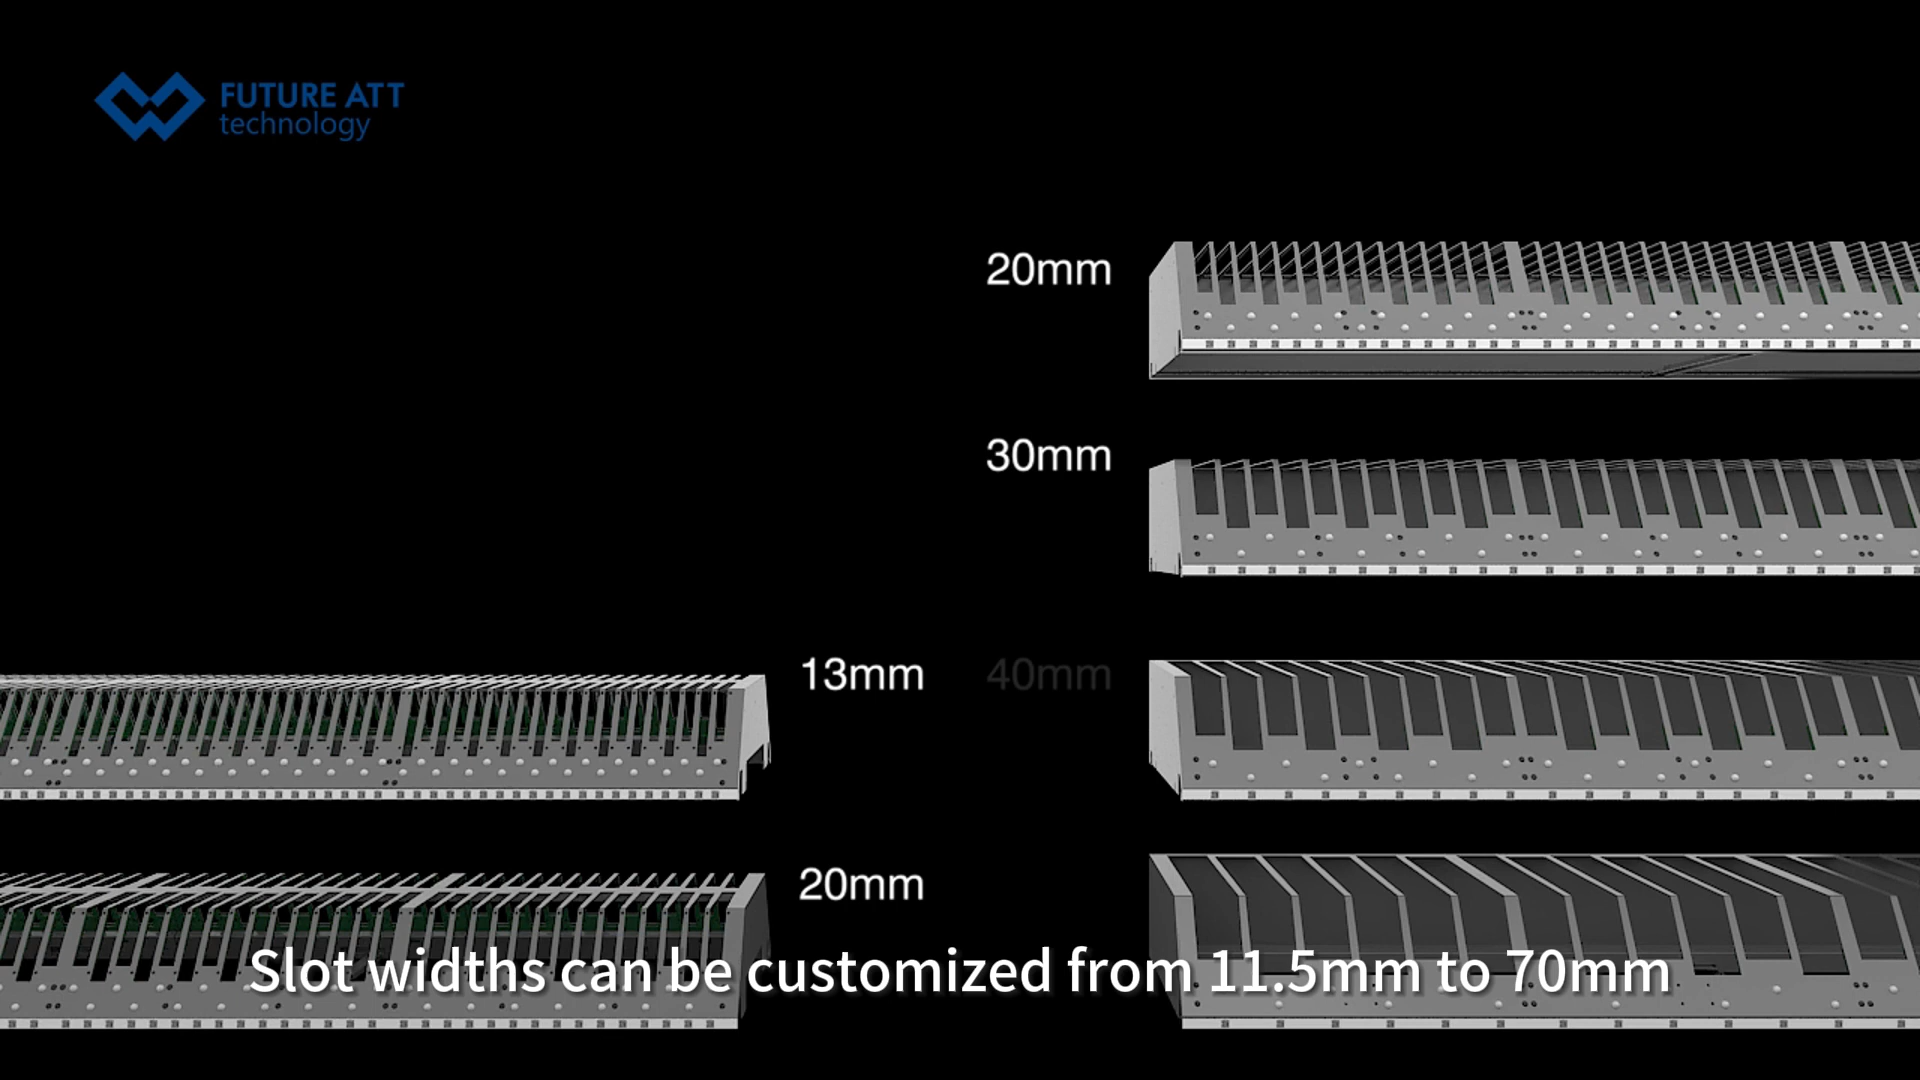 FUTURE ATT
technology
20mm
30mm
13mm
40mm
20mm
Slot widths can be customized from 11.5mm to 70mm